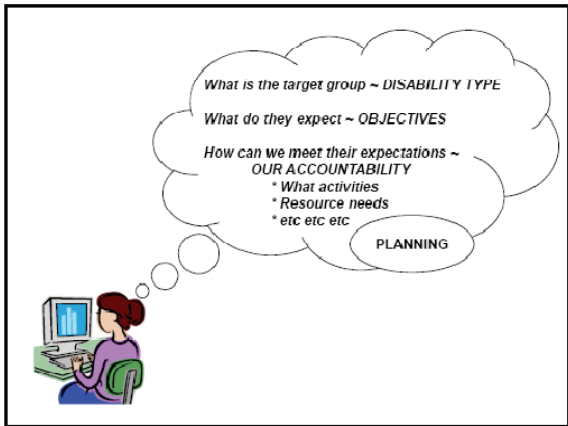 What is the target group ~ DISABILITY TYPE
What do they expect ~ OBJECTIVES
How can we meet their expectations ~
OUR ACCOUNTABILITY
* What activities
* Resource needs
* etc etc etc
PLANNING